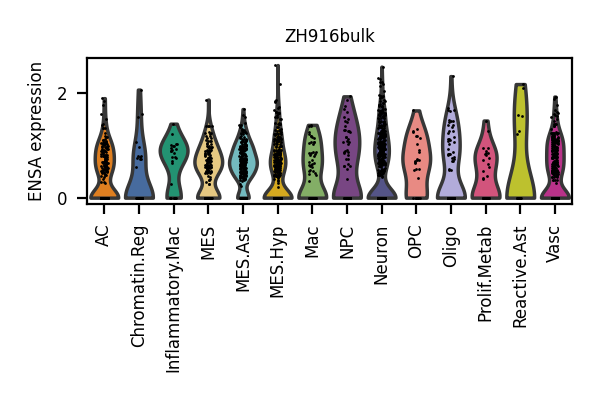 ZH916bulk
ENSA expression
2
0
AC
Chromatin.Reg
Inflammatory.Mac
MES
MES.Ast
MES.Hyp
Mac
NPC
Neuron
OPC
Oligo
Prolif.Metab
Reactive.Ast
Vasc